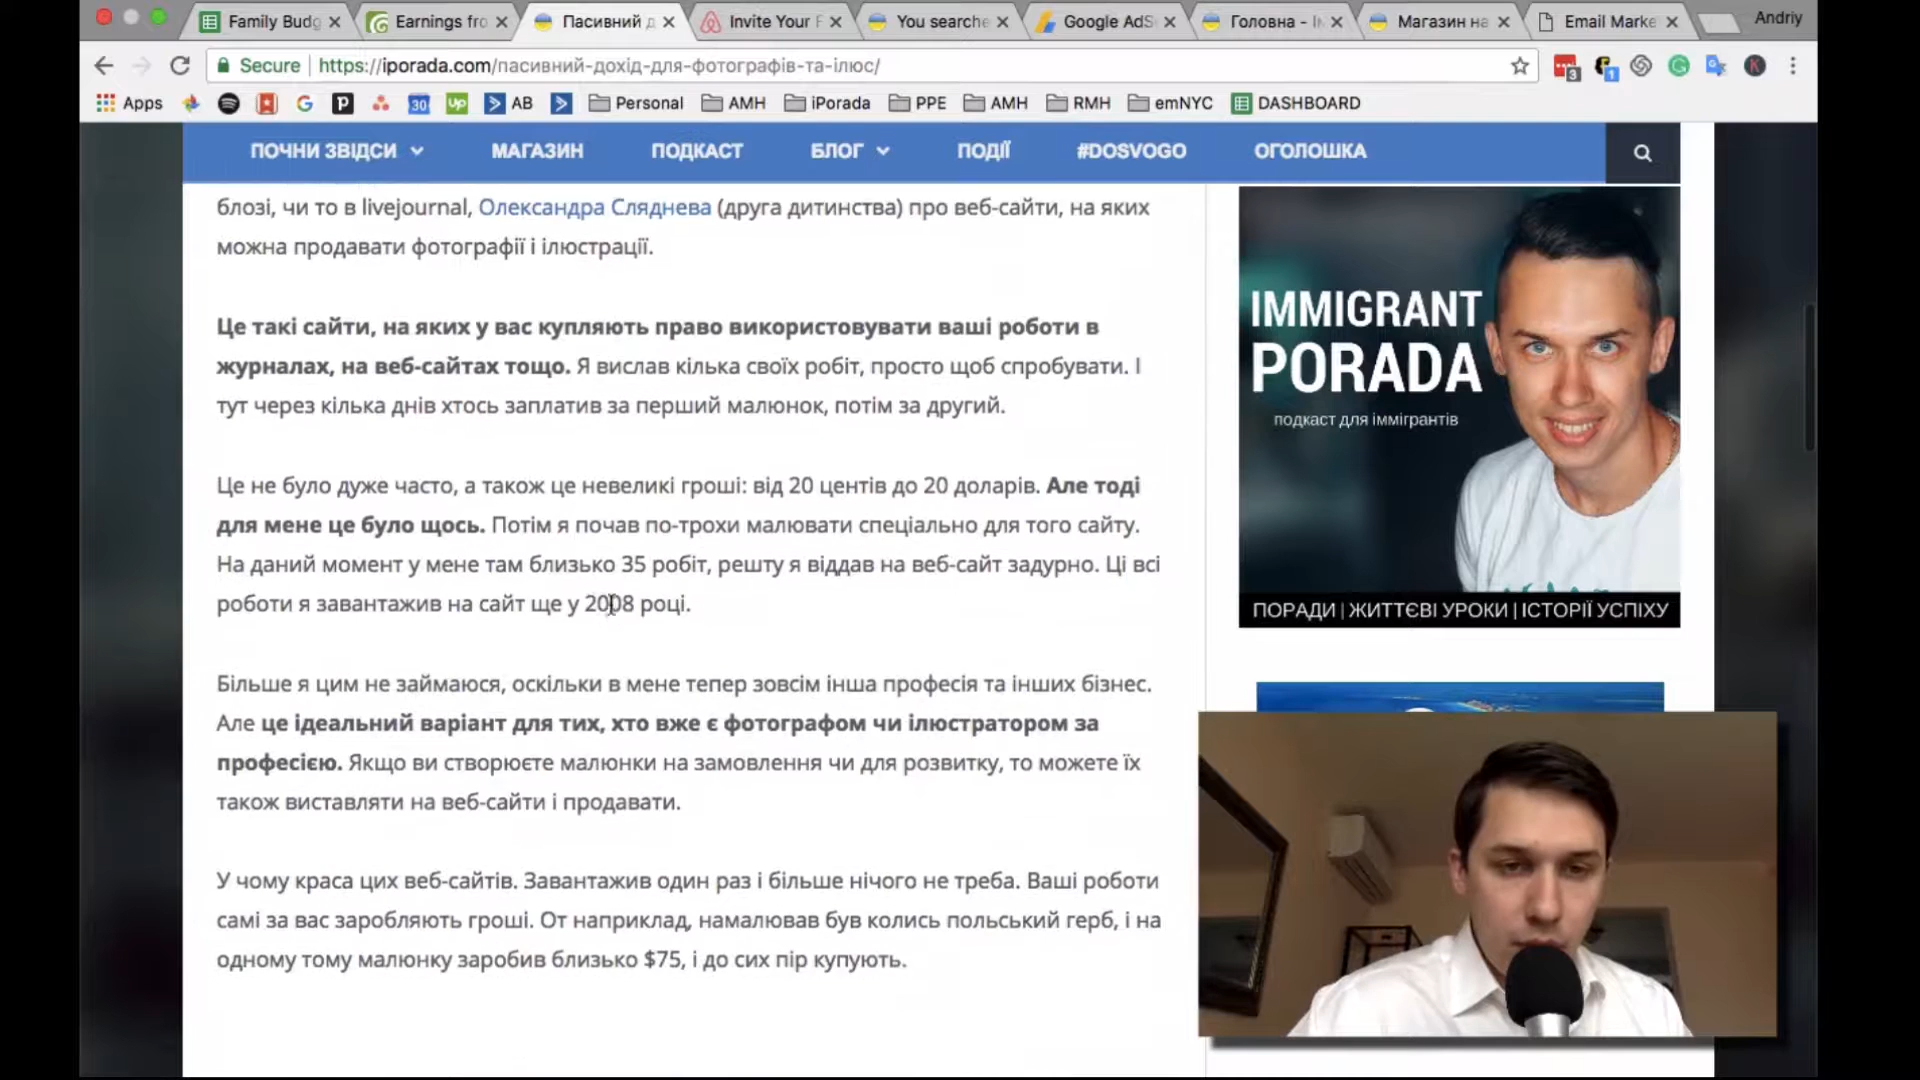 Family Budg
Earnings fro
Пасивний д
Invite Your F
You searche
Google AdS
Головна - Ім
Магазин на
Email Marke
Andriy
Secure | https://iporada.com/пасивний-дохід-для-фотографів-та-ілюс/
3
1
K
Apps
G
P
30
Up
AB
Personal
AMH
iPorada
PPE
AMH
RMH
emNYC
DASHBOARD
ПОЧНИ ЗВІДСИ
МАГАЗИН
ПОДКАСТ
БЛОГ
ПОДІЇ
#DOSVOGO
ОГОЛОШКА
блозі, чи то в livejournal, Олександра Сляднева (друга дитинства) про веб-сайти, на яких
можна продавати фотографії і ілюстрації.
Це такі сайти, на яких у вас купляють право використовувати ваші роботи в
журналах, на веб-сайтах тощо. Я вислав кілька своїх робіт, просто щоб спробувати. І
тут через кілька днів хтось заплатив за перший малюнок, потім за другий.
Це не було дуже часто, а також це невеликі гроші: від 20 центів до 20 доларів. Але тоді
для мене це було щось. Потім я почав по-трохи малювати спеціально для того сайту.
На даний момент у мене там близько 35 робіт, решту я віддав на веб-сайт задурно. Ці всі
роботи я завантажив на сайт ще у 2008 році.
Більше я цим не займаюся, оскільки в мене тепер зовсім інша професія та інших бізнес.
Але це ідеальний варіант для тих, хто вже є фотографом чи ілюстратором за
професією. Якщо ви створюєте малюнки на замовлення чи для розвитку, то можете їх
також виставляти на веб-сайти і продавати.
У чому краса цих веб-сайтів. Завантажив один раз і більше нічого не треба. Ваші роботи
самі за вас заробляють гроші. От наприклад, намалював був колись польський герб, і на
одному тому малюнку заробив близько $75, і до сих пір купують.
IMMIGRANT
PORADA
подкаст для іммігрантів
ПОРАДИ | ЖИТТЄВІ УРОКИ | ІСТОРІЇ УСПІХУ